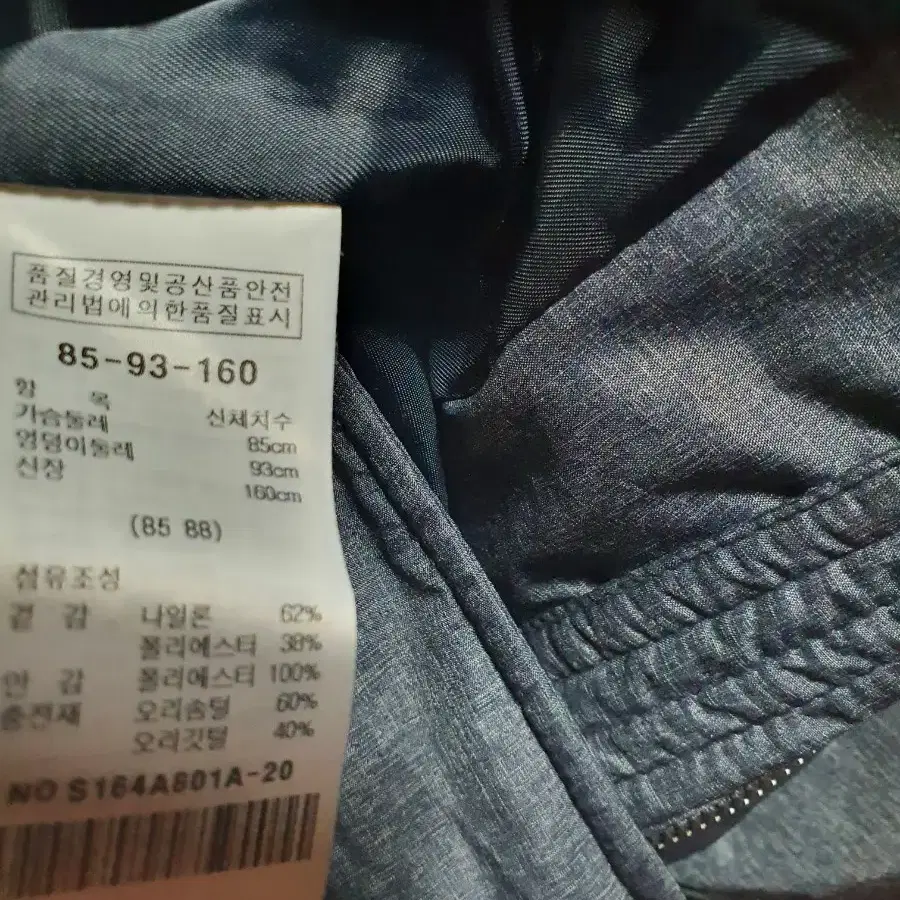 품질경영및공산품안전
관리법에의한품질표시
85-93-160
항 목 신체치수
가슴둘레 85cm
엉덩이둘레 93cm
신장 160cm
(85 88)
섬유조성
겉 감 나일론 62%
폴리에스터 38%
안 감 폴리에스터 100%
충전재 오리솜털 60%
오리깃털 40%
NO S184A801A-20